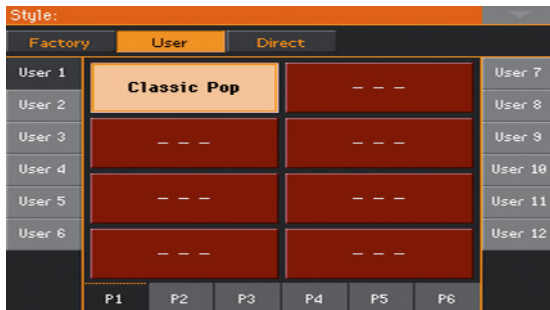 Style:
Factory User Direct
User 1 Classic Pop - - - User 7
User 2 User 8
User 3 - - - - - - User 9
User 4 User 10
User 5 - - - - - - User 11
User 6 User 12
- - - - - -
P1 P2 P3 P4 P5 P6